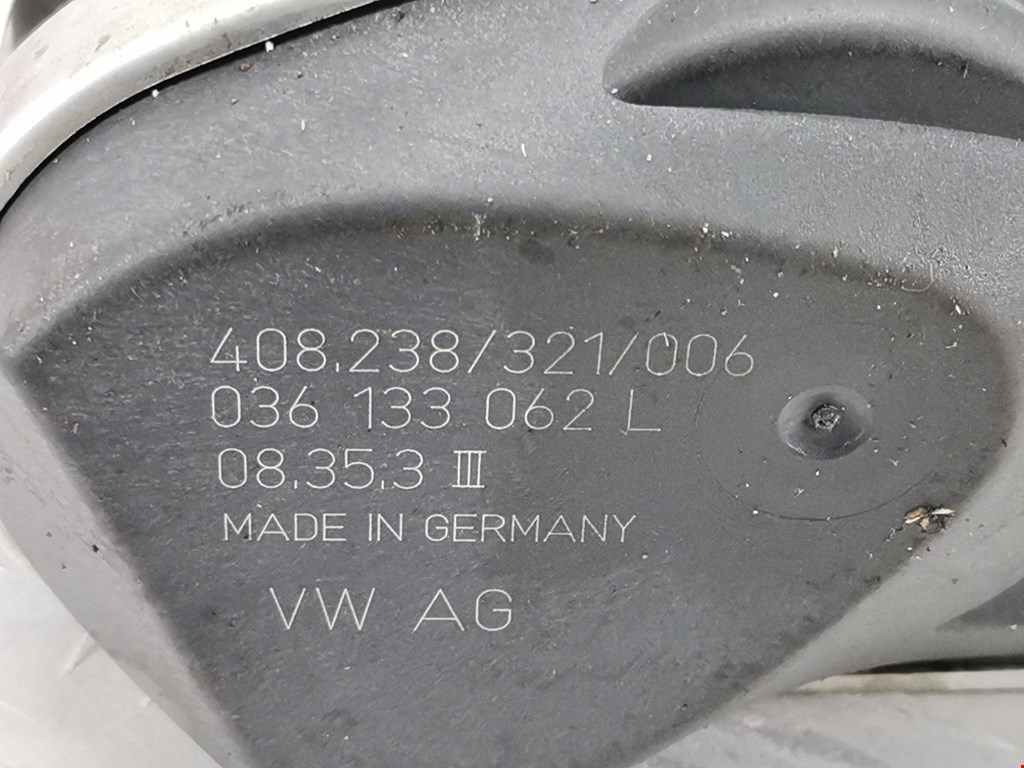 408.238/321/006
036 133 062 L
08.35.3 III
MADE IN GERMANY
VW AG